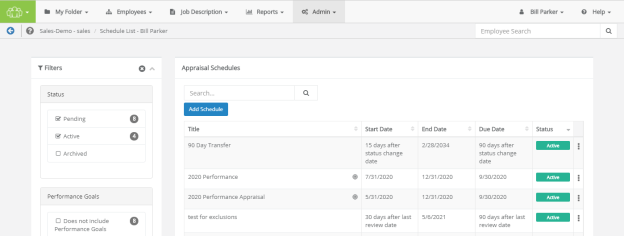 My Folder Employees Job Description Reports Admin Bill Parker Help
Sales-Demo - sales / Schedule List - Bill Parker Employee Search
Filters
Status
Pending 8
Active 4
Archived
Performance Goals
Does not include Performance Goals 8
Appraisal Schedules
Search...
Add Schedule
Title Start Date End Date Due Date Status
90 Day Transfer 15 days after status change date 2/28/2034 90 days after status change date Active
2020 Performance 7/31/2020 12/31/2020 9/30/2020 Active
2020 Performance Appraisal 5/31/2020 12/31/2020 9/30/2020 Active
test for exclusions 30 days after last review date 5/6/2021 90 days after last review date Active